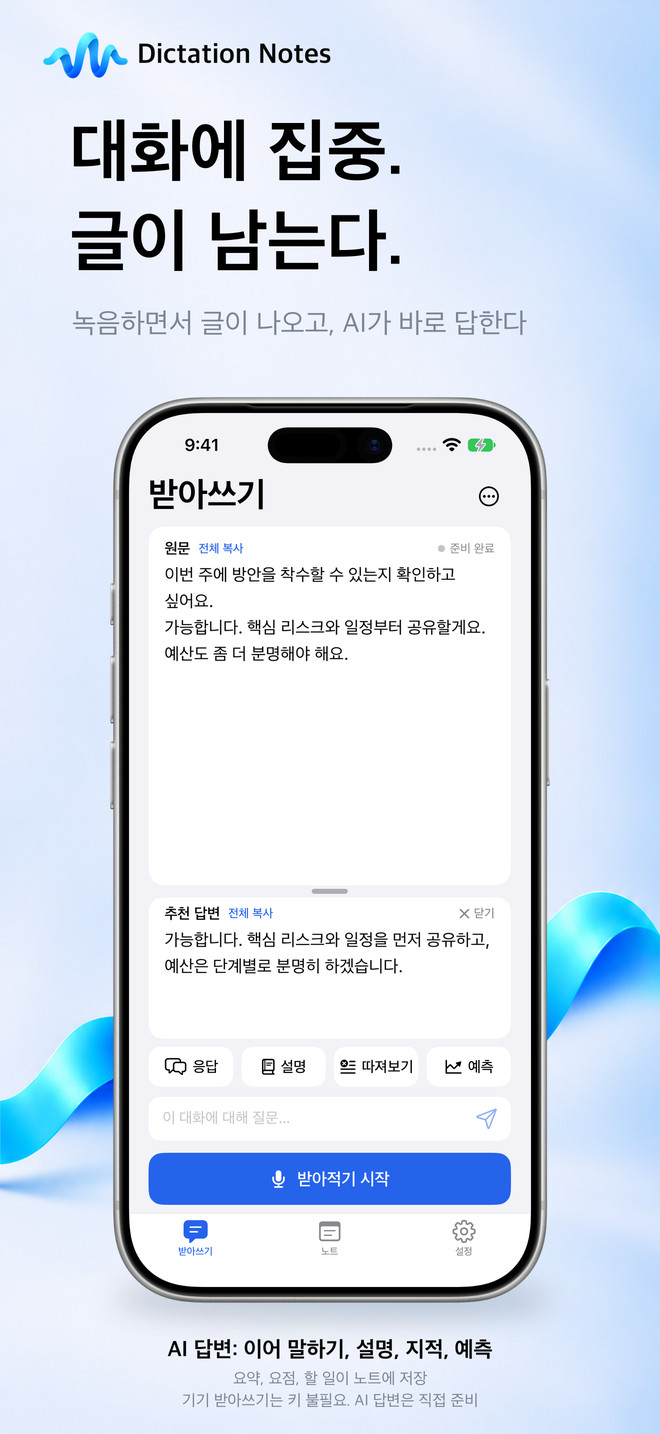 Dictation Notes
대화에 집중.
글이 남는다.
녹음하면서 글이 나오고, AI가 바로 답한다
9:41
받아쓰기
원문 전체 복사 준비 완료
이번 주에 방안을 착수할 수 있는지 확인하고
싶어요.
가능합니다. 핵심 리스크와 일정부터 공유할게요.
예산도 좀 더 분명해야 해요.
추천 답변 전체 복사 닫기
가능합니다. 핵심 리스크와 일정을 먼저 공유하고,
예산은 단계별로 분명히 하겠습니다.
응답 설명 따져보기 예측
이 대화에 대해 질문...
받아적기 시작
받아쓰기 노트 설정
AI 답변: 이어 말하기, 설명, 지적, 예측
요약, 요점, 할 일이 노트에 저장
기기 받아쓰기는 키 불필요. AI 답변은 직접 준비